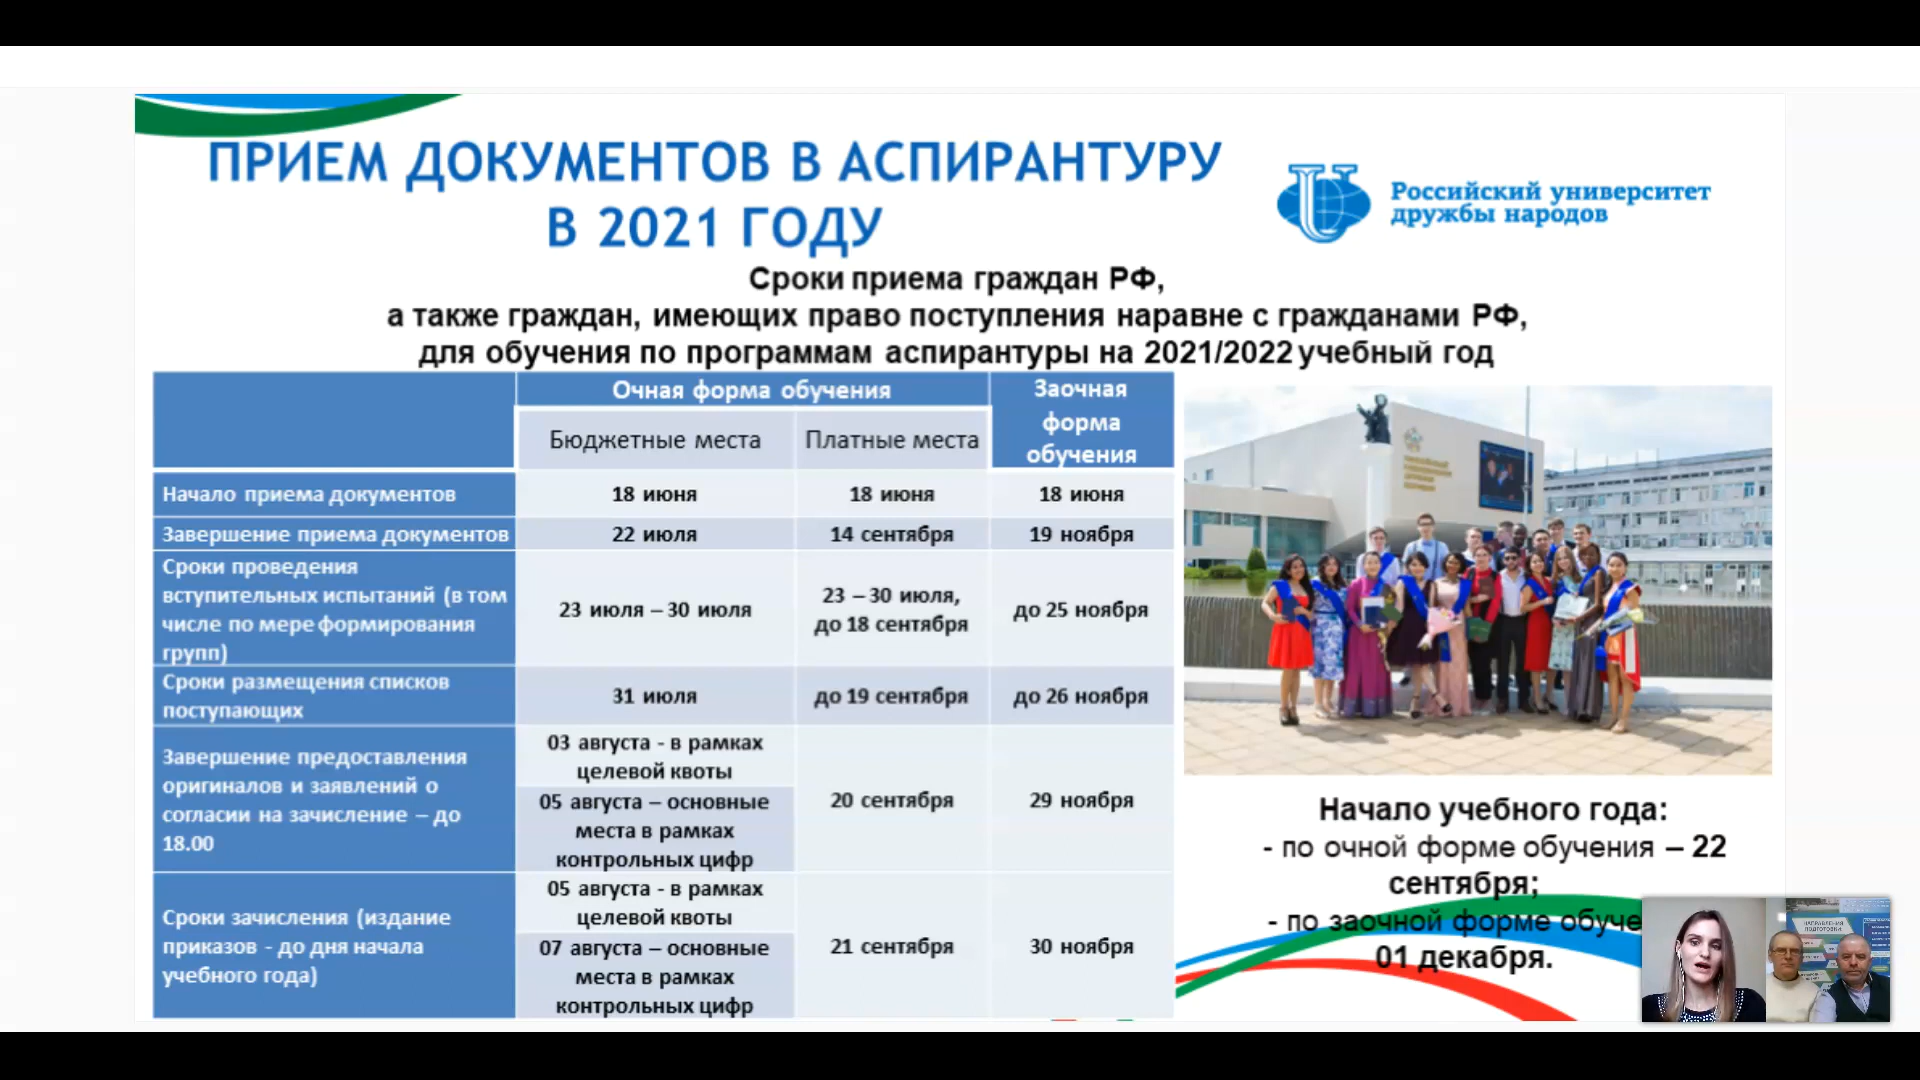 ПРИЕМ ДОКУМЕНТОВ В АСПИРАНТУРУ
В 2021 ГОДУ
Российский университет
дружбы народов
Сроки приема граждан РФ,
а также граждан, имеющих право поступления наравне с гражданами РФ,
для обучения по программам аспирантуры на 2021/2022 учебный год
Очная форма обучения
Заочная
форма
обучения
Бюджетные места
Платные места
Начало приема документов
18 июня
18 июня
18 июня
Завершение приема документов
22 июля
14 сентября
19 ноября
Сроки проведения
вступительных испытаний (в том
числе по мере формирования
групп)
23 июля – 30 июля
23 – 30 июля,
до 18 сентября
до 25 ноября
Сроки размещения списков
поступающих
31 июля
до 19 сентября
до 26 ноября
Завершение предоставления
оригиналов и заявлений о
согласии на зачисление – до
18.00
03 августа - в рамках
целевой квоты
05 августа – основные
места в рамках
контрольных цифр
20 сентября
29 ноября
Сроки зачисления (издание
приказов - до дня начала
учебного года)
05 августа - в рамках
целевой квоты
07 августа – основные
места в рамках
контрольных цифр
21 сентября
30 ноября
Начало учебного года:
- по очной форме обучения – 22
сентября;
- по заочной форме обуче
01 декабря.
НАПРАВЛЕНИЯ
ПОДГОТОВКИ